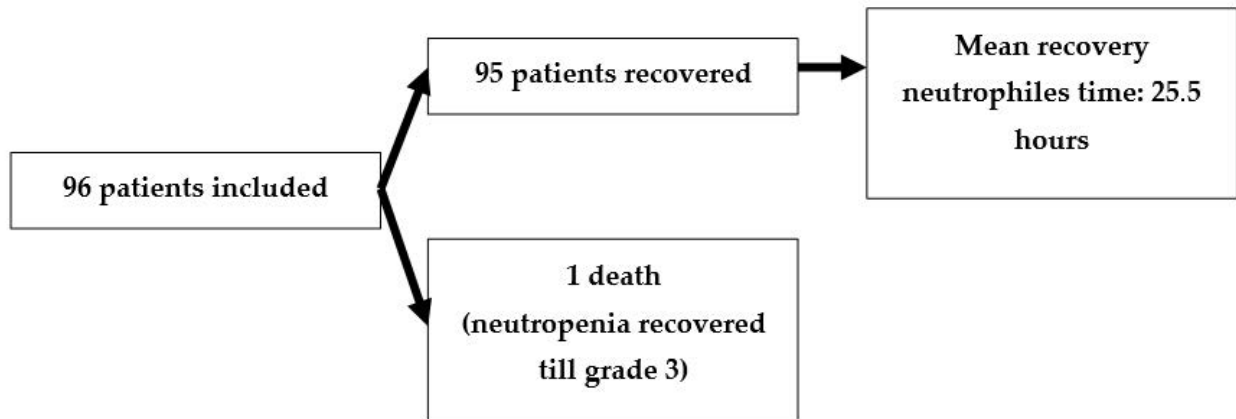 96 patients included
95 patients recovered
Mean recovery
neutrophiles time: 25.5
hours
1 death
(neutropenia recovered
till grade 3)